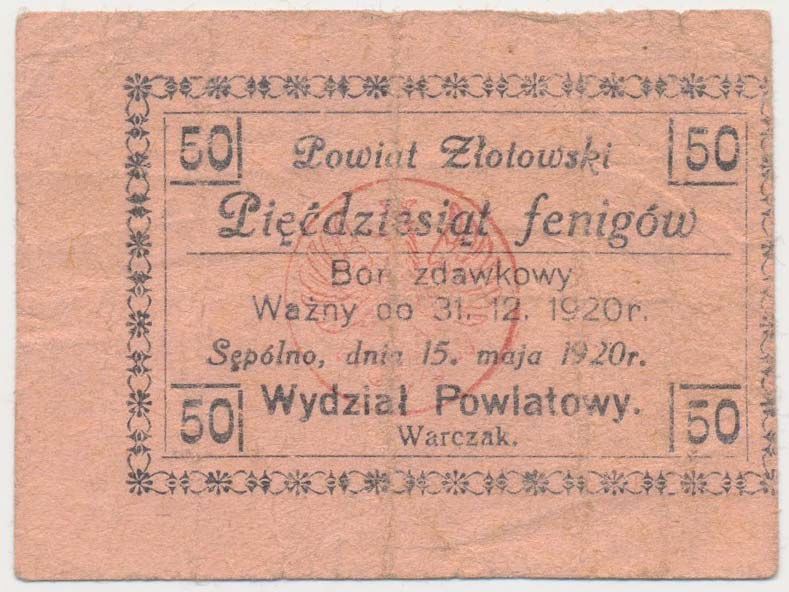 50 Powiat Złotowski 50
Pięćdziesiąt fenigów
Bon zdawkowy
Ważny do 31. 12. 1920r.
Sępólno, dnia 15. maja 1920r.
50 Wydział Powiatowy. 50
Warczak.